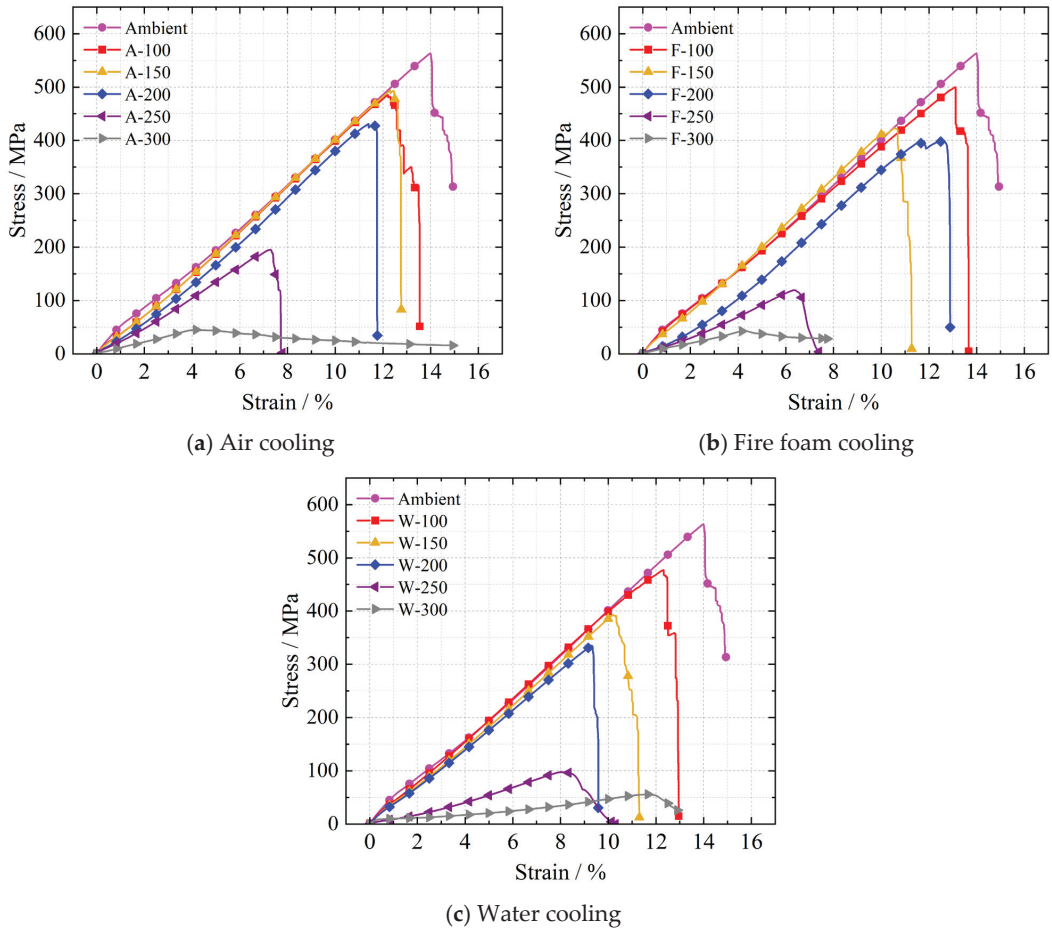 Ambient
A-100
A-150
A-200
A-250
A-300
600
500
400
300
200
100
0
Stress / MPa
0 2 4 6 8 10 12 14 16
Strain / %
(a) Air cooling
Ambient
F-100
F-150
F-200
F-250
F-300
600
500
400
300
200
100
0
Stress / MPa
0 2 4 6 8 10 12 14 16
Strain / %
(b) Fire foam cooling
Ambient
W-100
W-150
W-200
W-250
W-300
600
500
400
300
200
100
0
Stress / MPa
0 2 4 6 8 10 12 14 16
Strain / %
(c) Water cooling